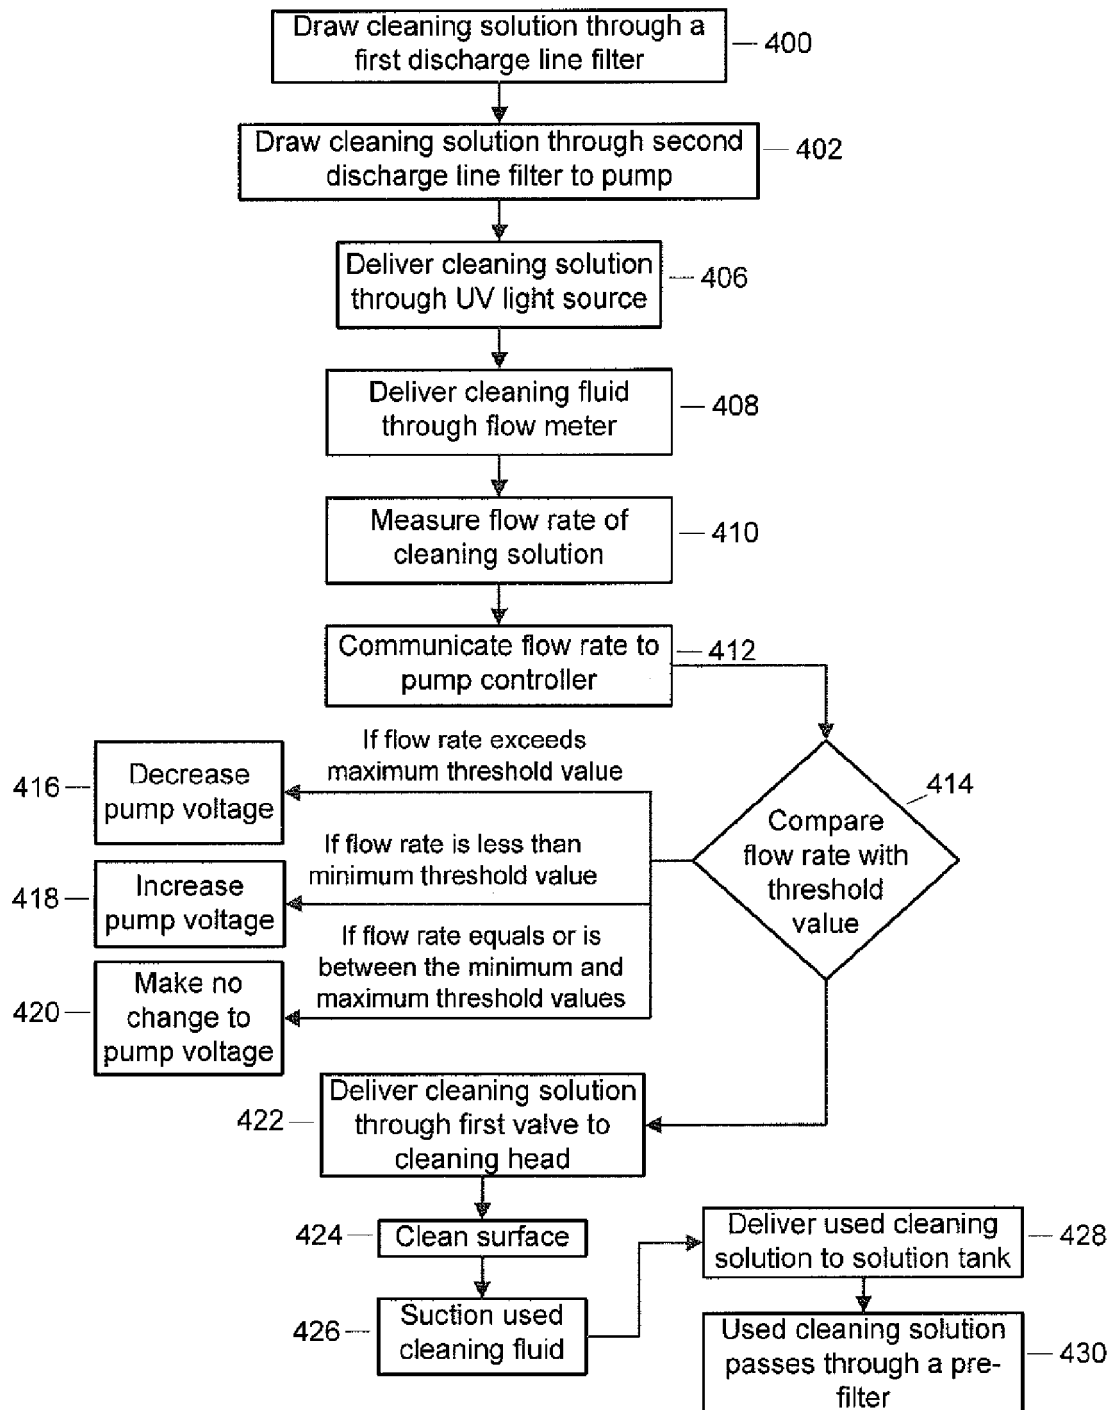 Draw cleaning solution through a
first discharge line filter
400
Draw cleaning solution through second
discharge line filter to pump
402
Deliver cleaning solution
through UV light source
406
Deliver cleaning fluid
through flow meter
408
Measure flow rate of
cleaning solution
410
Communicate flow rate to
pump controller
412
Compare
flow rate with
threshold
value
414
If flow rate exceeds
maximum threshold value
416
Decrease
pump voltage
If flow rate is less than
minimum threshold value
418
Increase
pump voltage
If flow rate equals or is
between the minimum and
maximum threshold values
420
Make no
change to
pump voltage
422
Deliver cleaning solution
through first valve to
cleaning head
424
Clean surface
426
Suction used
cleaning fluid
Deliver used cleaning
solution to solution tank
428
Used cleaning solution
passes through a pre-
filter
430